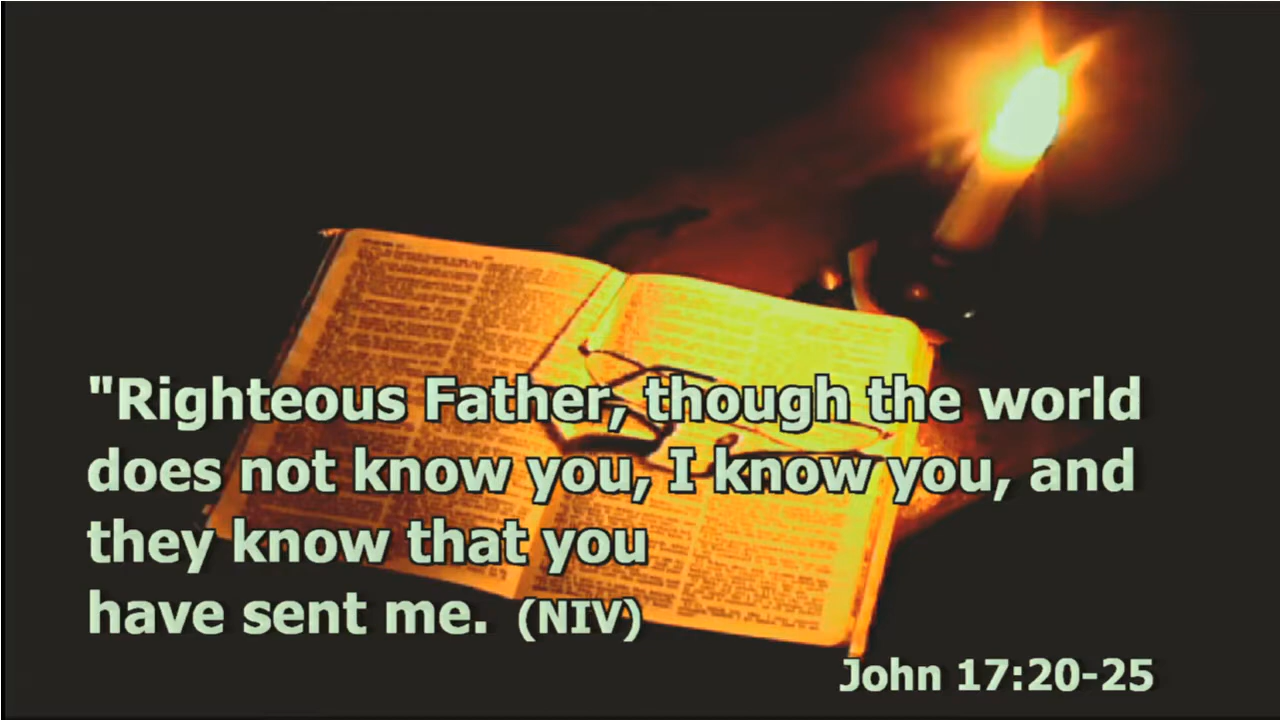 "Righteous Father, though the world
does not know you, I know you, and
they know that you
have sent me. (NIV)
John 17:20-25